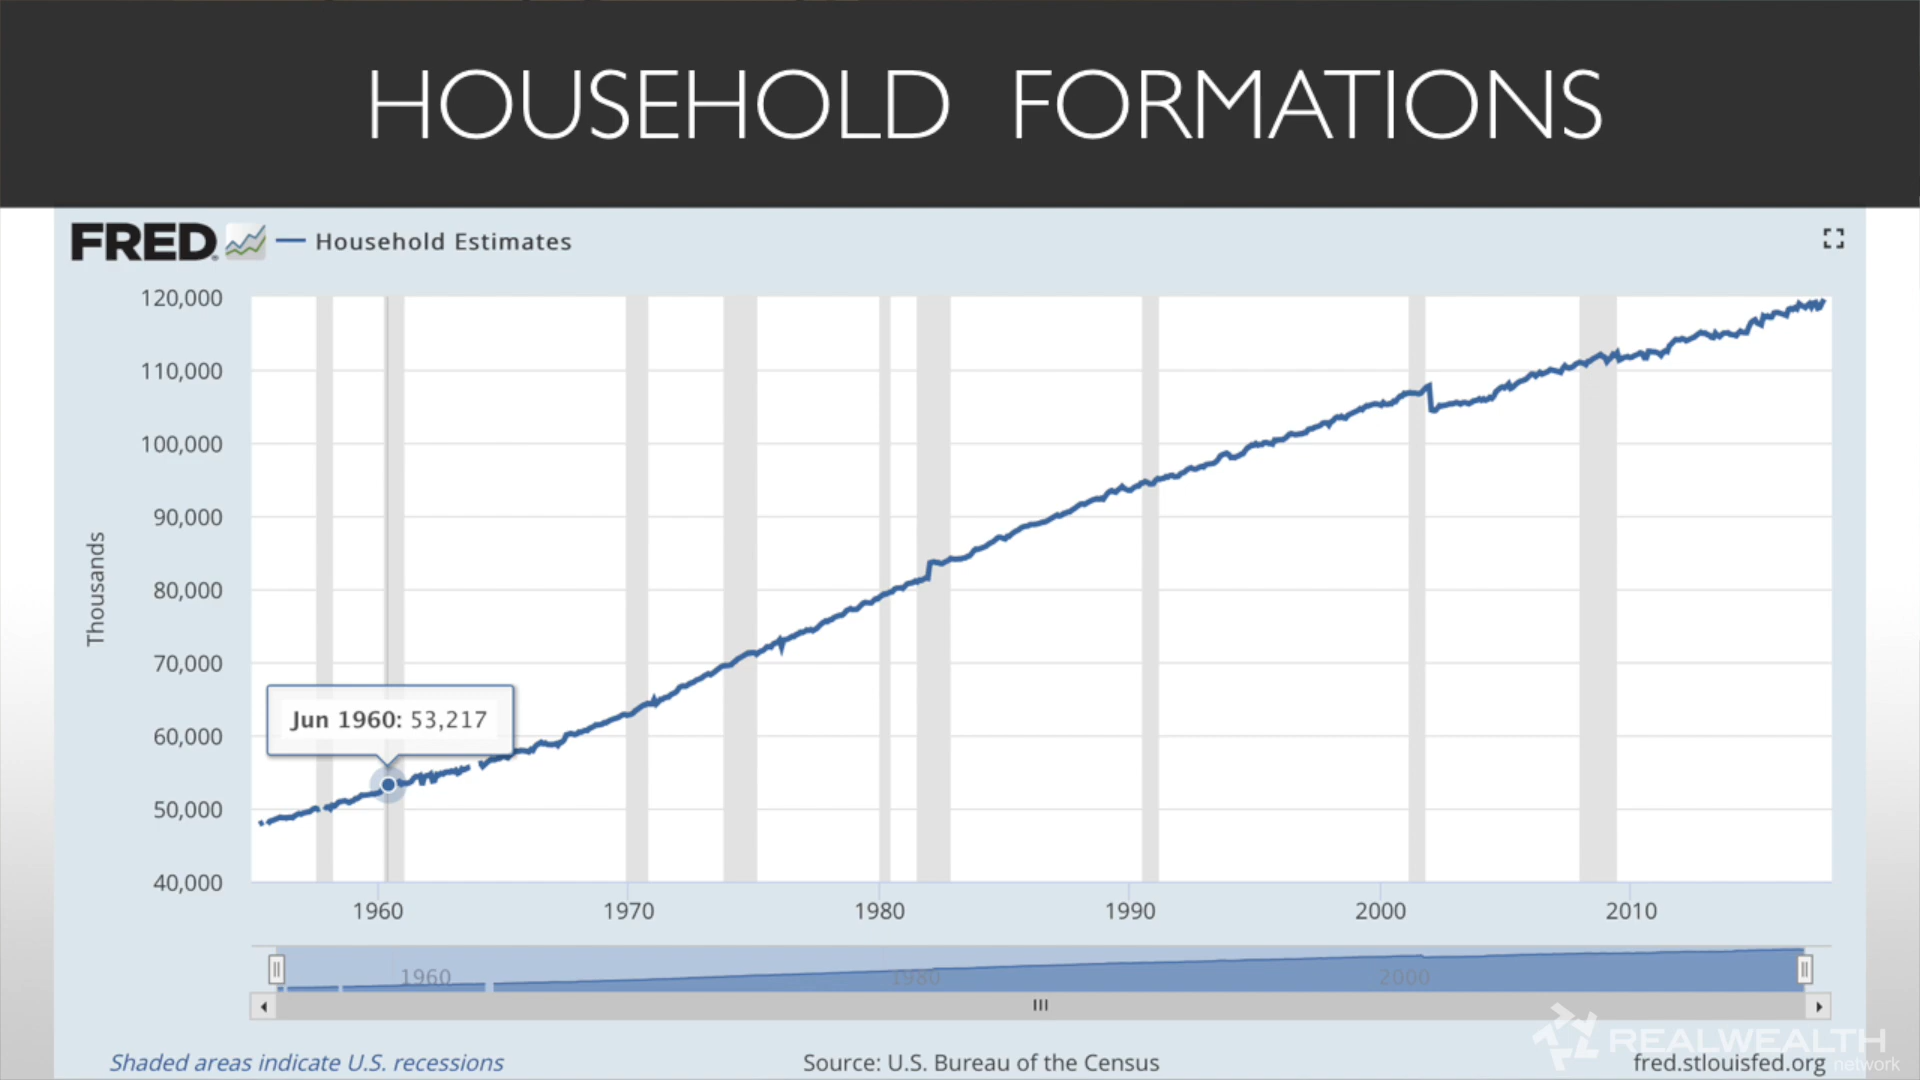 HOUSEHOLD FORMATIONS
FRED Household Estimates
120,000
110,000
100,000
90,000
80,000
70,000
60,000
50,000
40,000
Thousands
Jun 1960: 53,217
1960 1970 1980 1990 2000 2010
1960 1980 2000
Shaded areas indicate U.S. recessions
Source: U.S. Bureau of the Census
fred.stlouisfed.org
REALWEALTH
network